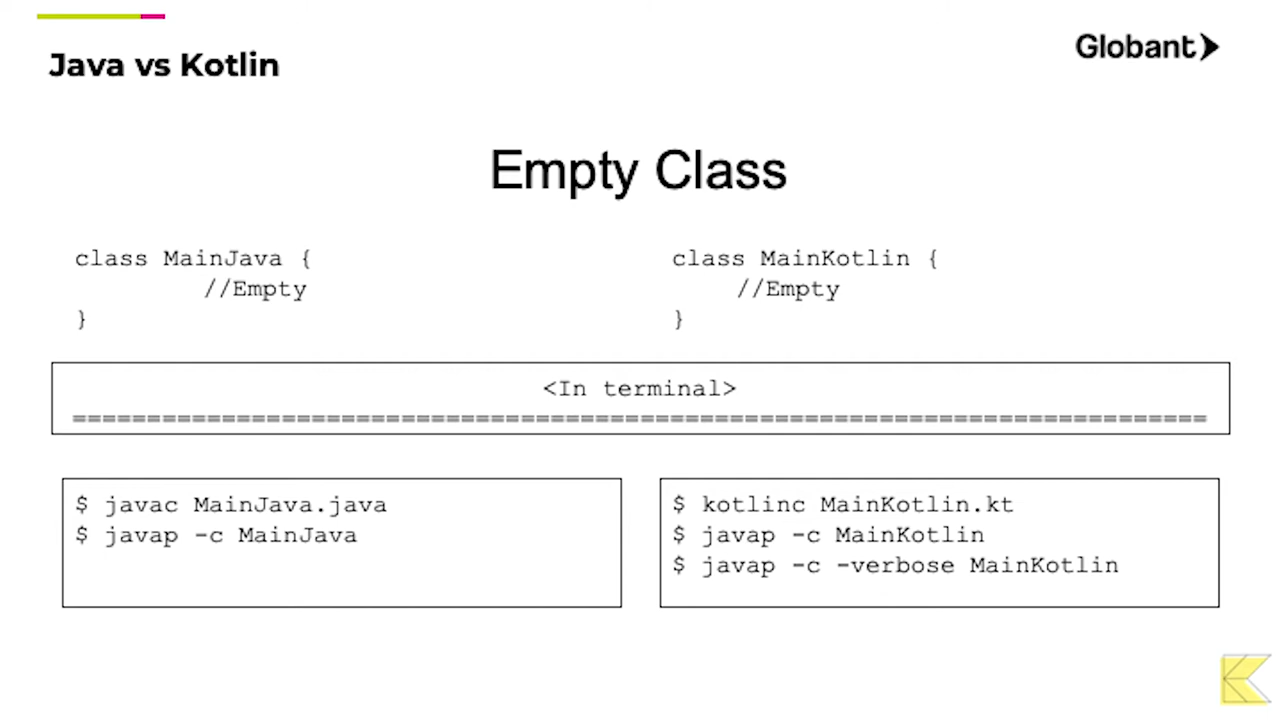 Java vs Kotlin
Globant
Empty Class
class MainJava {
//Empty
}
class MainKotlin {
//Empty
}
<In terminal>
=============================================================================
$ javac MainJava.java
$ javap -c MainJava
$ kotlinc MainKotlin.kt
$ javap -c MainKotlin
$ javap -c -verbose MainKotlin